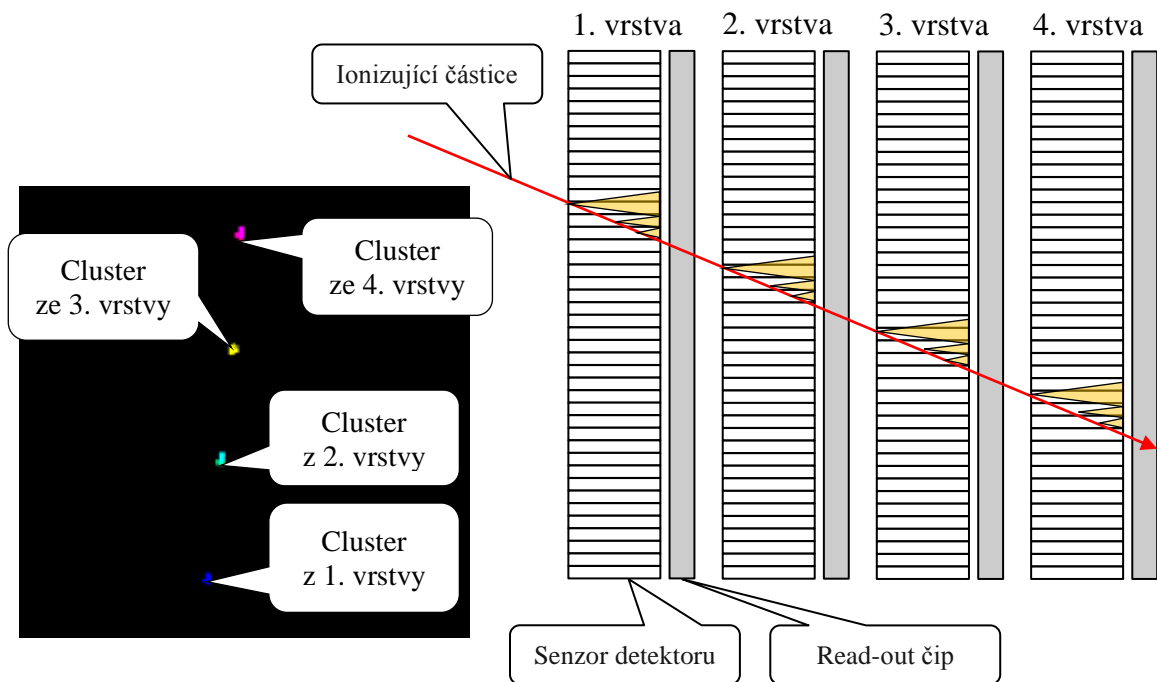 1. vrstva
2. vrstva
3. vrstva
4. vrstva
Ionizující částice
Cluster
ze 3. vrstvy
Cluster
ze 4. vrstvy
Cluster
z 2. vrstvy
Cluster
z 1. vrstvy
Senzor detektoru
Read-out čip